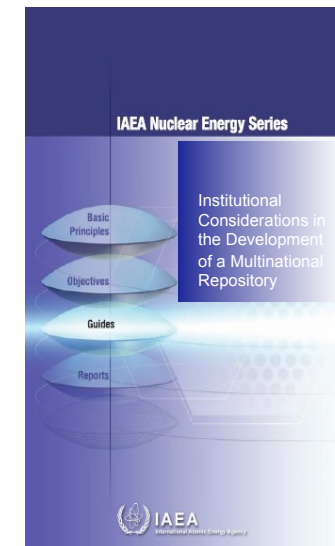 IAEA Nuclear Energy Series
Institutional
Considerations in
the Development
of a Multinational
Repository
Basic
Principles
Objectives
Guides
Reports
IAEA
International Atomic Energy Agency